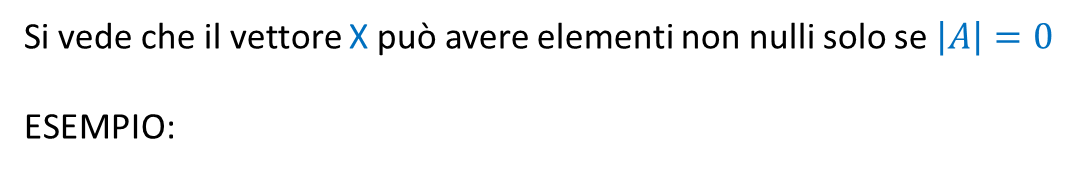 Si vede che il vettore X può avere elementi non nulli solo se |A| = 0
ESEMPIO: